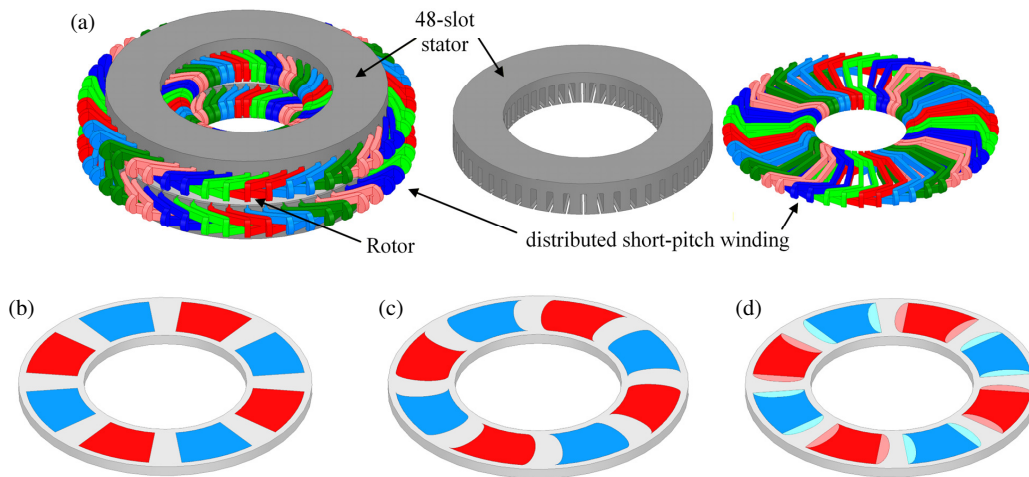 (a)
48-slot
stator
Rotor
distributed short-pitch winding
(b)
(c)
(d)